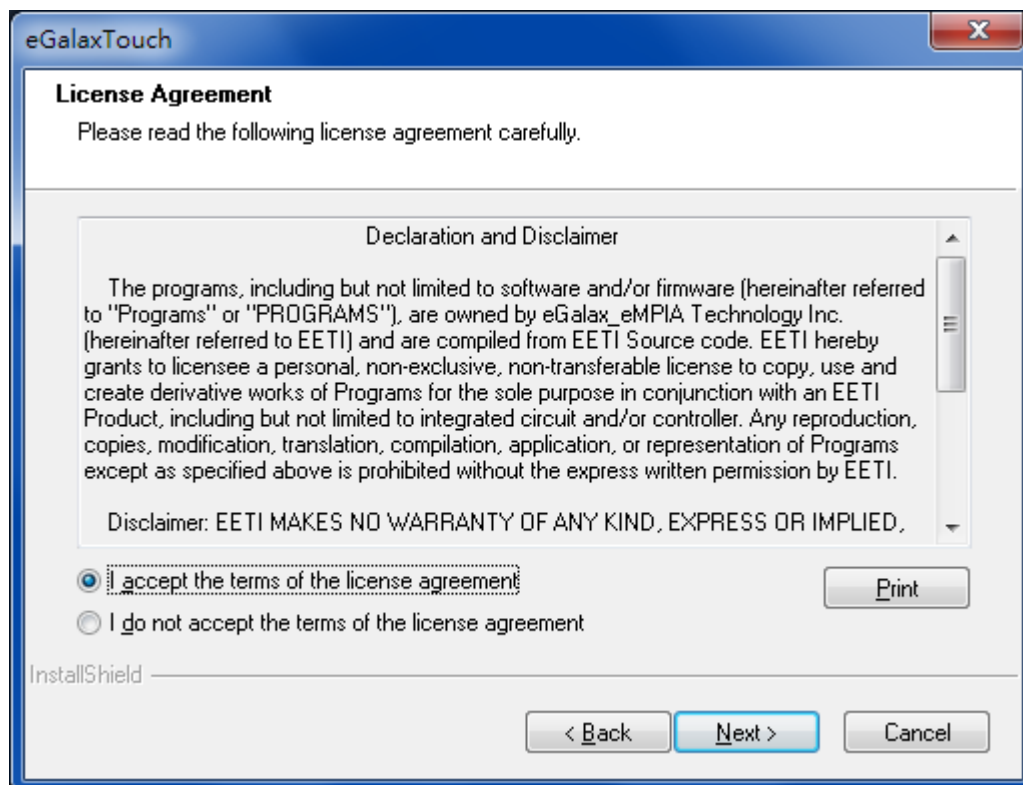 eGalaxTouch
License Agreement
Please read the following license agreement carefully.
Declaration and Disclaimer
The programs, including but not limited to software and/or firmware (hereinafter referred
to "Programs" or "PROGRAMS"), are owned by eGalax_eMPIA Technology Inc.
(hereinafter referred to EETI) and are compiled from EETI Source code. EETI hereby
grants to licensee a personal, non-exclusive, non-transferable license to copy, use and
create derivative works of Programs for the sole purpose in conjunction with an EETI
Product, including but not limited to integrated circuit and/or controller. Any reproduction,
copies, modification, translation, compilation, application, or representation of Programs
except as specified above is prohibited without the express written permission by EETI.
Disclaimer: EETI MAKES NO WARRANTY OF ANY KIND, EXPRESS OR IMPLIED,
I accept the terms of the license agreement
Print
I do not accept the terms of the license agreement
InstallShield
< Back Next > Cancel